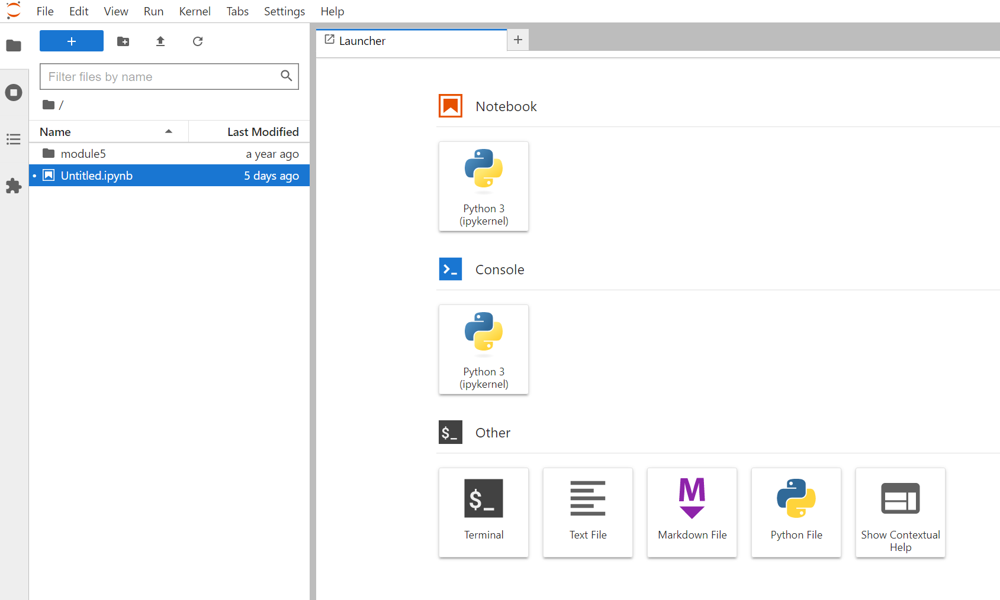 File Edit View Run Kernel Tabs Settings Help
+
Filter files by name
/
Name Last Modified
module5 a year ago
Untitled.ipynb 5 days ago
Launcher
+
Notebook
Python 3
(ipykernel)
Console
Python 3
(ipykernel)
$_ Other
$_
Terminal
Text File
M
Markdown File
Python File
Show Contextual
Help